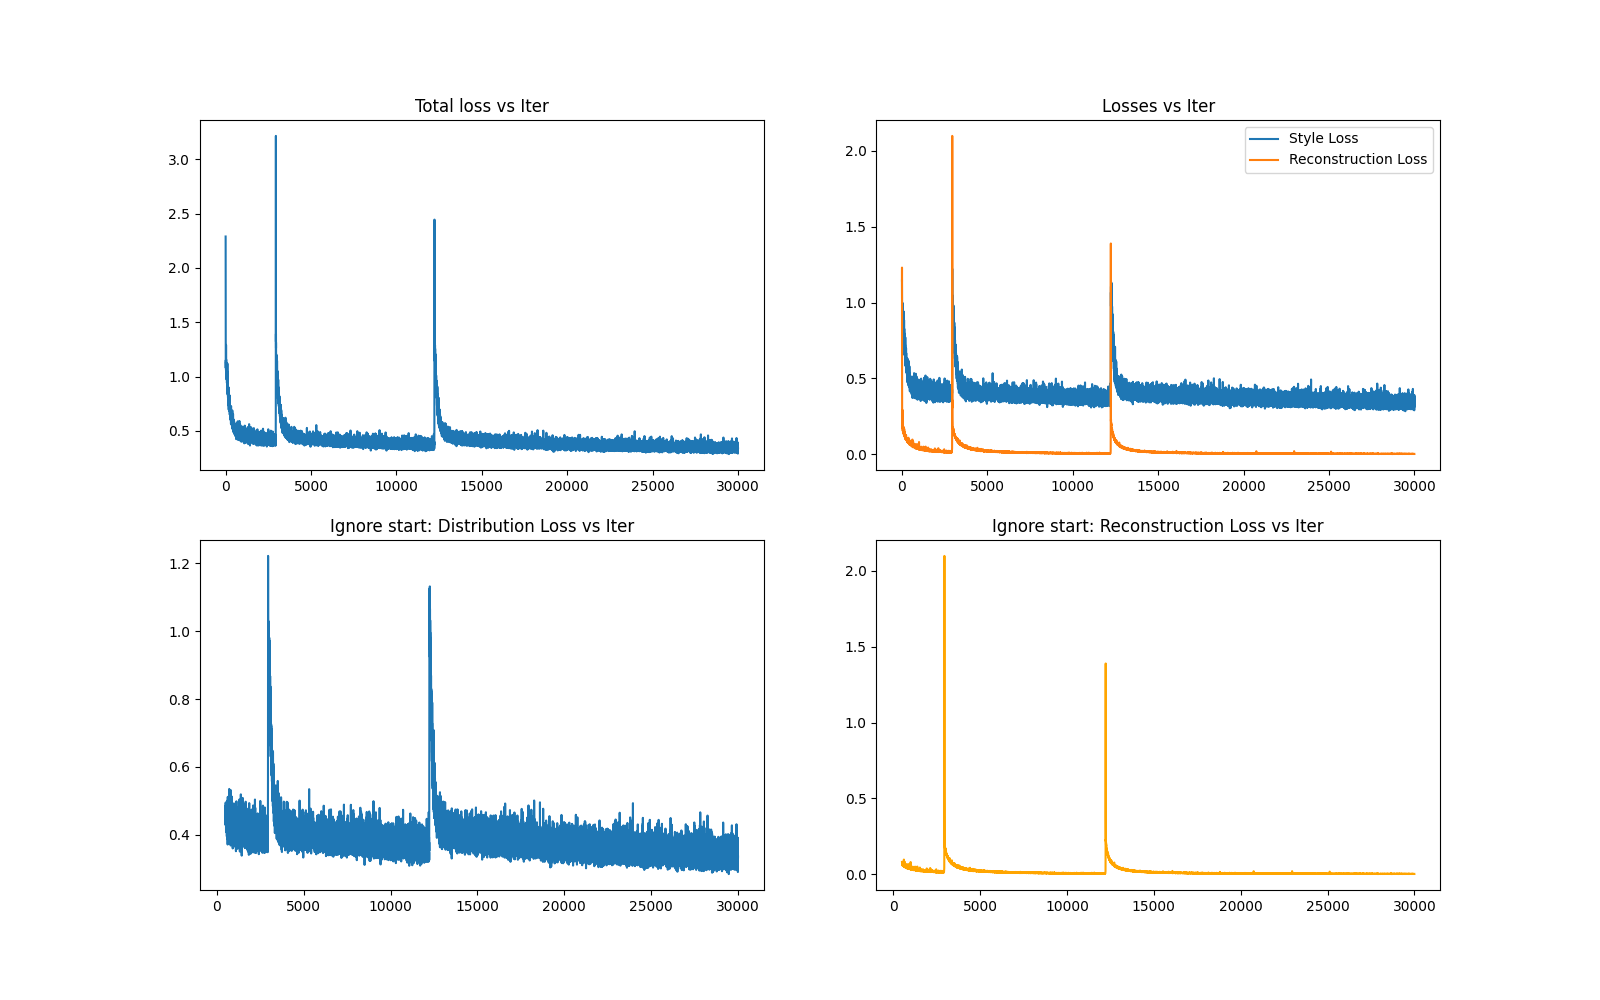 Total loss vs Iter
3.0
2.5
2.0
1.5
1.0
0.5
0 5000 10000 15000 20000 25000 30000
Losses vs Iter
Style Loss
Reconstruction Loss
2.0
1.5
1.0
0.5
0.0
0 5000 10000 15000 20000 25000 30000
Ignore start: Distribution Loss vs Iter
1.2
1.0
0.8
0.6
0.4
0 5000 10000 15000 20000 25000 30000
Ignore start: Reconstruction Loss vs Iter
2.0
1.5
1.0
0.5
0.0
0 5000 10000 15000 20000 25000 30000